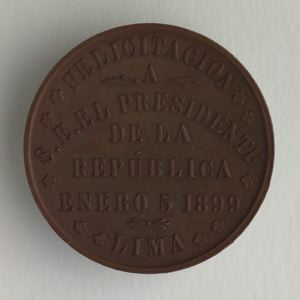 FELICITACION
A
S.E. EL PRESIDENTE
DE LA
REPÚBLICA
ENERO 5 1899
LIMA